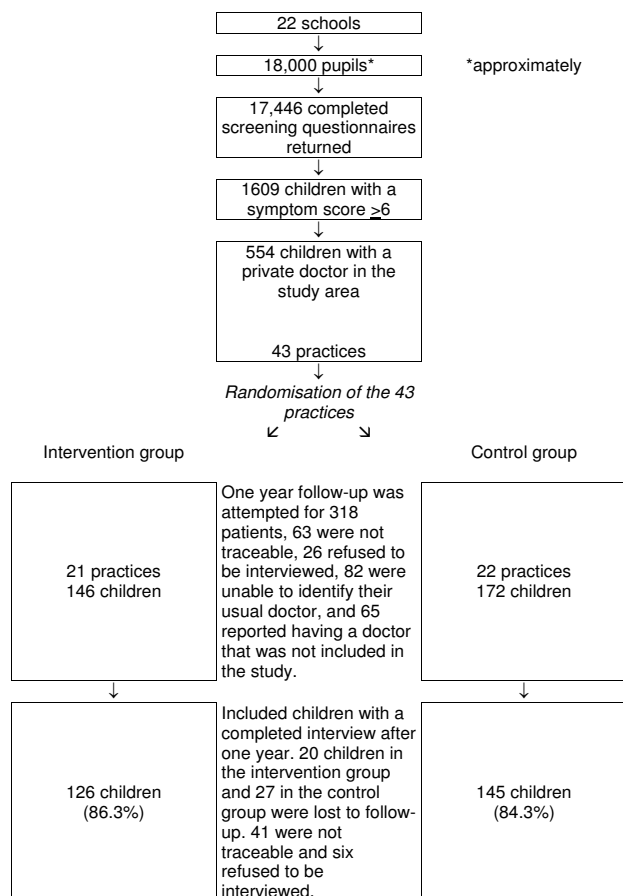 22 schools
↓
18,000 pupils*
*approximately
↓
17,446 completed
screening questionnaires
returned
↓
1609 children with a
symptom score ≥6
↓
554 children with a
private doctor in the
study area
43 practices
↓
Randomisation of the 43
practices
↙ ↘
Intervention group
Control group
21 practices
146 children
One year follow-up was
attempted for 318
patients, 63 were not
traceable, 26 refused to
be interviewed, 82 were
unable to identify their
usual doctor, and 65
reported having a doctor
that was not included in
the study.
22 practices
172 children
↓
↓
126 children
(86.3%)
Included children with a
completed interview after
one year. 20 children in
the intervention group
and 27 in the control
group were lost to follow-
up. 41 were not
traceable and six
refused to be
interviewed.
145 children
(84.3%)